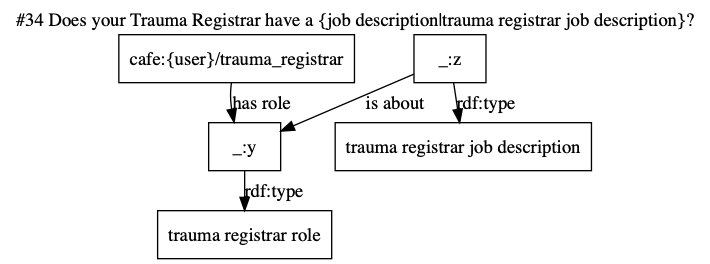 #34 Does your Trauma Registrar have a {job description|trauma registrar job description}?
cafe:{user}/trauma_registrar
_:z
has role
is about
rdf:type
_:y
trauma registrar job description
rdf:type
trauma registrar role